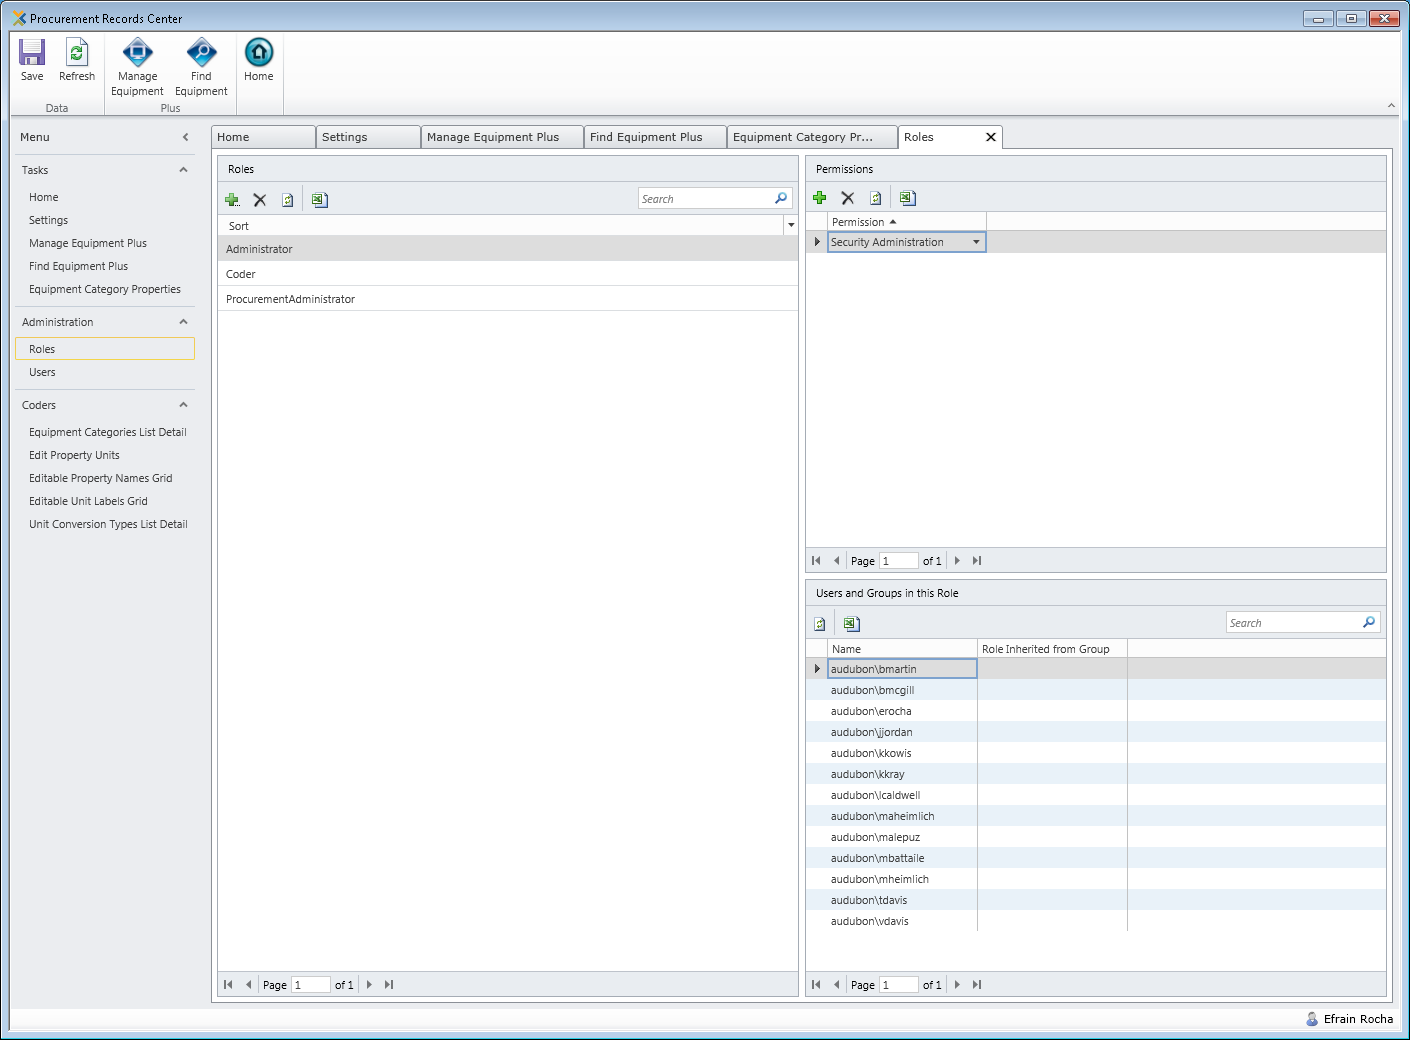 Procurement Records Center
Save
Refresh
Manage
Equipment
Find
Equipment
Home
Data
Plus
Menu
Tasks
Home
Settings
Manage Equipment Plus
Find Equipment Plus
Equipment Category Properties
Administration
Roles
Users
Coders
Equipment Categories List Detail
Edit Property Units
Editable Property Names Grid
Editable Unit Labels Grid
Unit Conversion Types List Detail
Home
Settings
Manage Equipment Plus
Find Equipment Plus
Equipment Category Pr...
Roles
Roles
Search
Sort
Administrator
Coder
ProcurementAdministrator
Page 1 of 1
Permissions
Permission
Security Administration
Page 1 of 1
Users and Groups in this Role
Search
Name Role Inherited from Group
audubon\bmartin
audubon\bmcgill
audubon\erocha
audubon\jjordan
audubon\kkowis
audubon\kkray
audubon\lcaldwell
audubon\maheimlich
audubon\malepuz
audubon\mbattaile
audubon\mheimlich
audubon\tdavis
audubon\vdavis
Page 1 of 1
Efrain Rocha